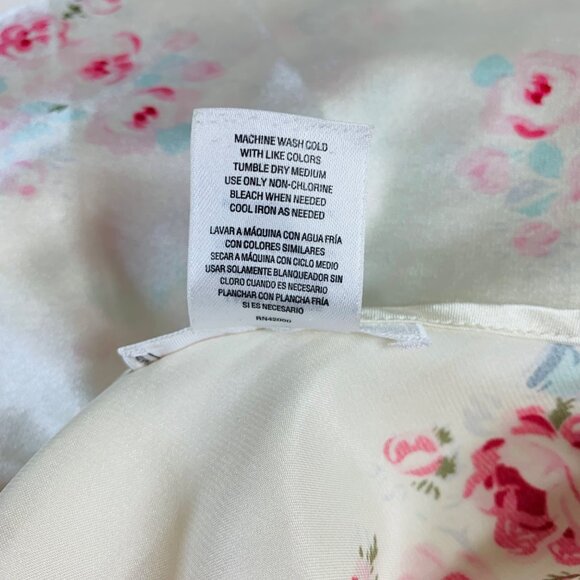 MACHINE WASH COLD
WITH LIKE COLORS
TUMBLE DRY MEDIUM
USE ONLY NON-CHLORINE
BLEACH WHEN NEEDED
COOL IRON AS NEEDED
LAVAR A MÁQUINA CON AGUA FRÍA
CON COLORES SIMILARES
SECAR A MÁQUINA CON CICLO MEDIO
USAR SOLAMENTE BLANQUEADOR SIN
CLORO CUANDO ES NECESARIO
PLANCHAR CON PLANCHA FRÍA
SI ES NECESARIO